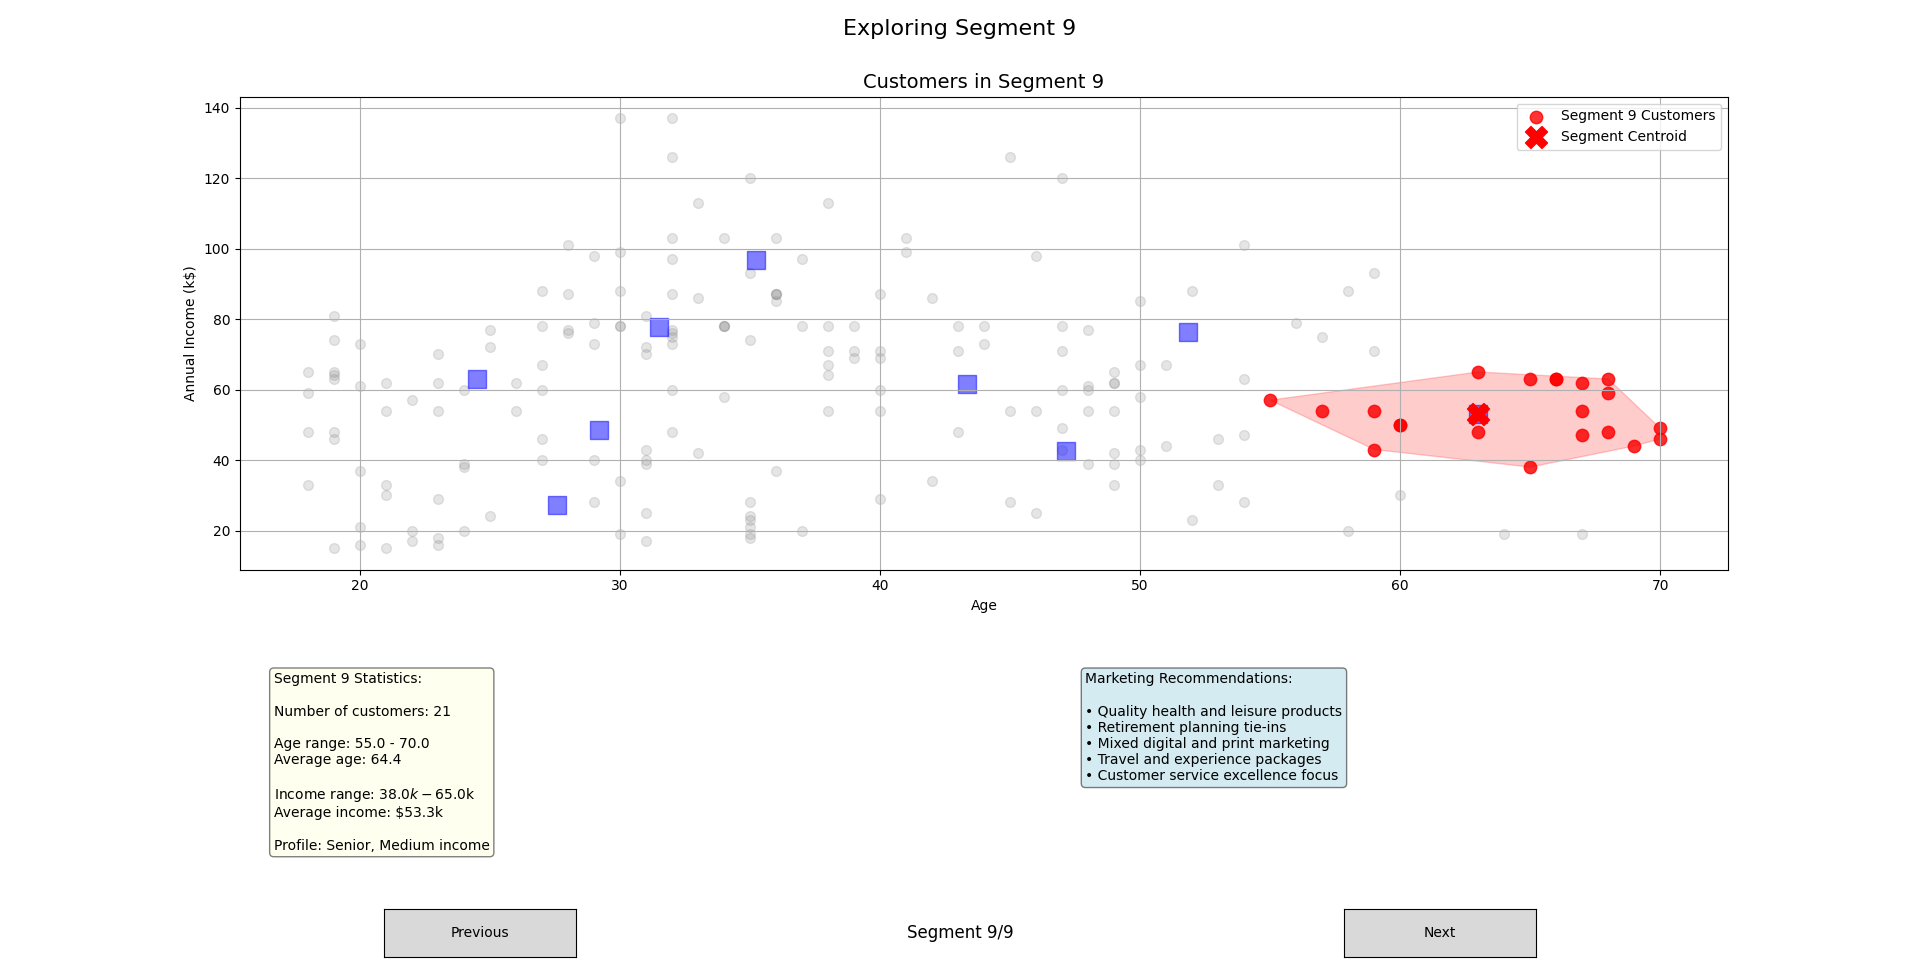 Exploring Segment 9
Customers in Segment 9
Segment 9 Customers
Segment Centroid
Annual Income (k$)
140
120
100
80
60
40
20
20 30 40 50 60 70
Age
Segment 9 Statistics:
Number of customers: 21
Age range: 55.0 - 70.0
Average age: 64.4
Income range: 38.0k − 65.0k
Average income: $53.3k
Profile: Senior, Medium income
Marketing Recommendations:
• Quality health and leisure products
• Retirement planning tie-ins
• Mixed digital and print marketing
• Travel and experience packages
• Customer service excellence focus
Previous
Segment 9/9
Next